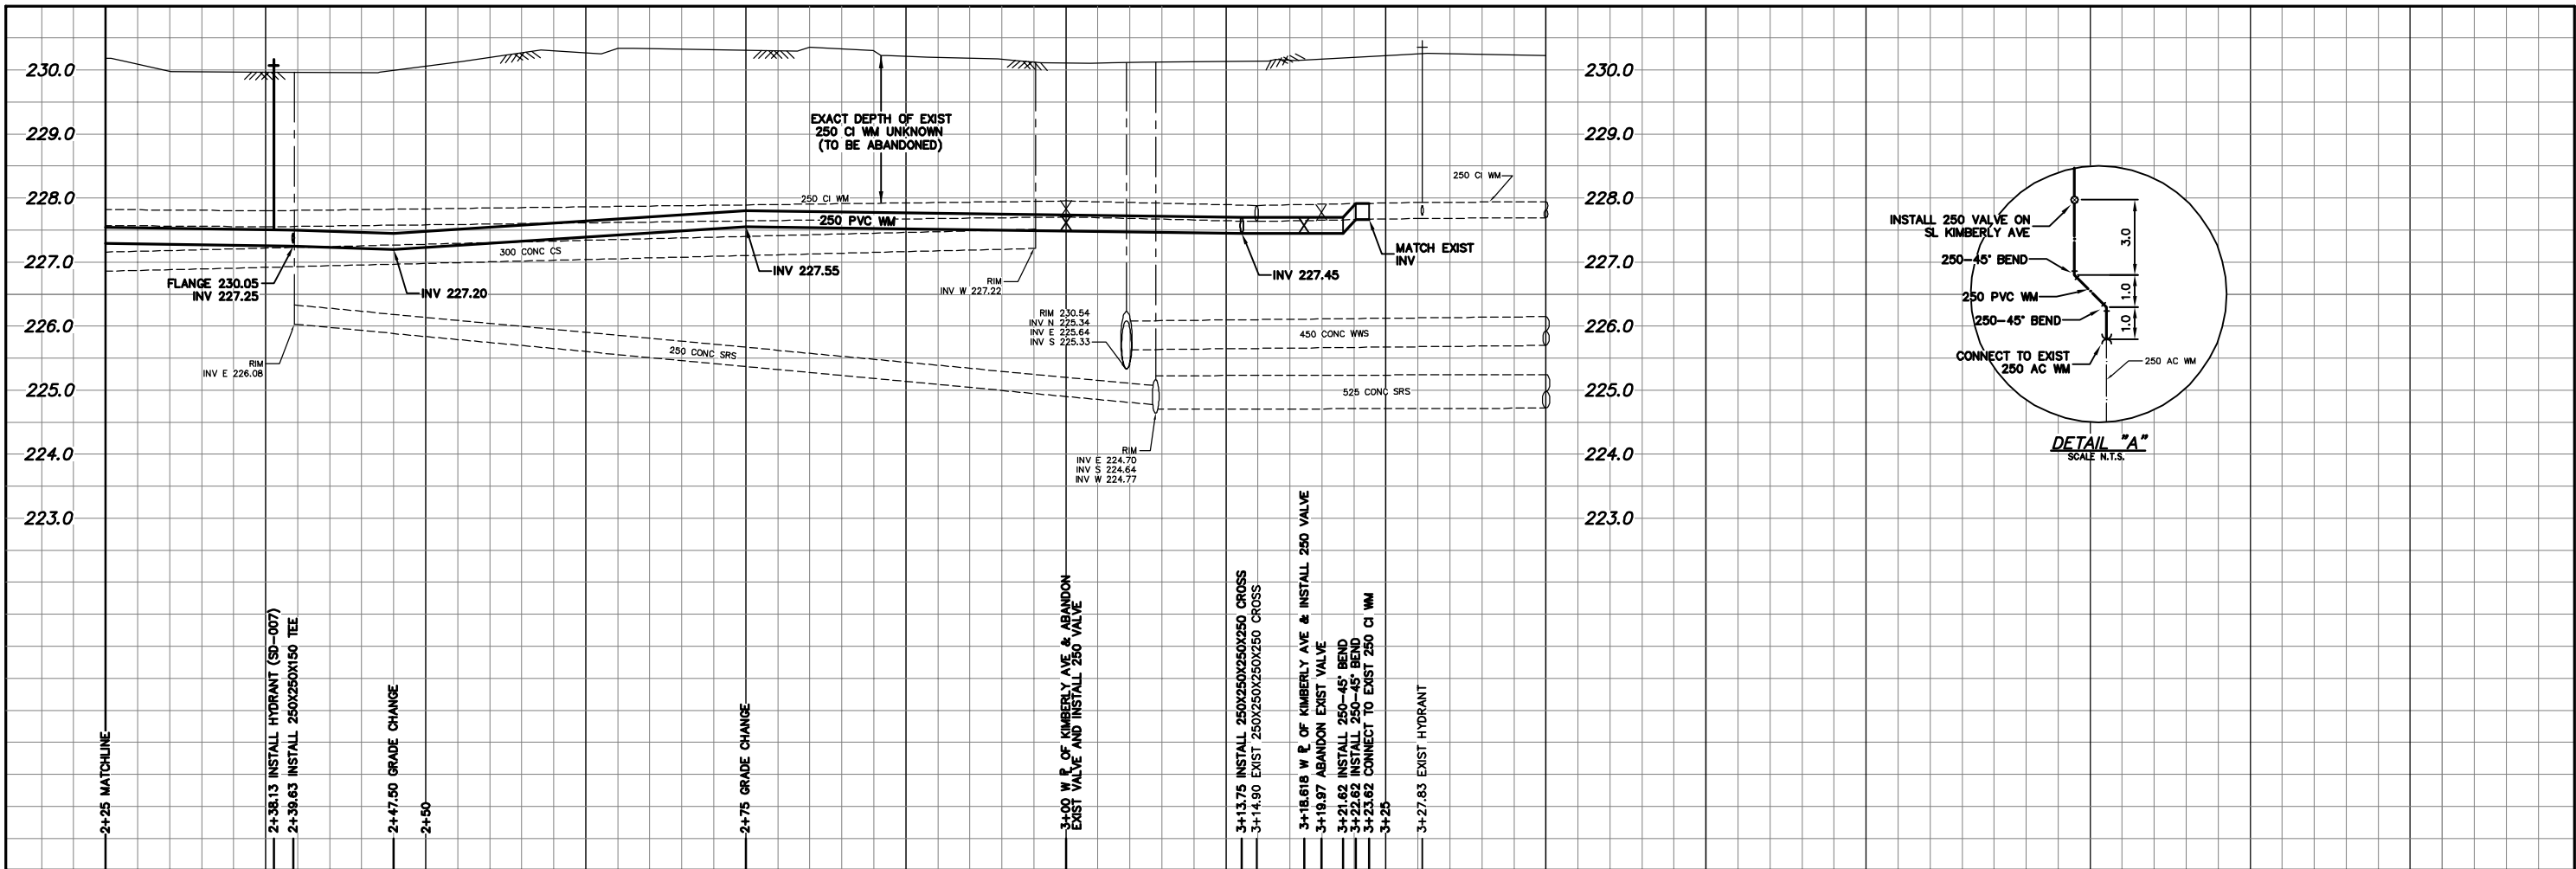 230.0
229.0
228.0
227.0
226.0
225.0
224.0
223.0
EXACT DEPTH OF EXIST
250 CI WM UNKNOWN
(TO BE ABANDONED)
250 CI WM
250 PVC WM
300 CONC CS
FLANGE 230.05
INV 227.25
INV 227.20
INV 227.55
RIM
INV W 227.22
RIM
INV E 226.08
250 CONC SRS
RIM 230.54
INV N 225.34
INV E 225.64
INV S 225.33
INV 227.45
MATCH EXIST
INV
250 CI WM
450 CONC WWS
525 CONC SRS
RIM
INV E 224.70
INV S 224.64
INV W 224.77
230.0
229.0
228.0
227.0
226.0
225.0
224.0
223.0
2+25 MATCHLINE
2+38.13 INSTALL HYDRANT (SD-007)
2+39.63 INSTALL 250X250X150 TEE
2+47.50 GRADE CHANGE
2+50
2+75 GRADE CHANGE
3+00 W PL OF KIMBERLY AVE & ABANDON
EXIST VALVE AND INSTALL 250 VALVE
3+13.75 INSTALL 250X250X250X250 CROSS
3+14.90 EXIST 250X250X250X250 CROSS
3+18.618 W PL OF KIMBERLY AVE & INSTALL 250 VALVE
3+19.97 ABANDON EXIST VALVE
3+21.62 INSTALL 250-45° BEND
3+22.62 INSTALL 250-45° BEND
3+23.62 CONNECT TO EXIST 250 CI WM
3+25
3+27.83 EXIST HYDRANT
INSTALL 250 VALVE ON
SL KIMBERLY AVE
250-45° BEND
250 PVC WM
250-45° BEND
CONNECT TO EXIST
250 AC WM
3.0
1.0
1.0
250 AC WM
DETAIL "A"
SCALE N.T.S.